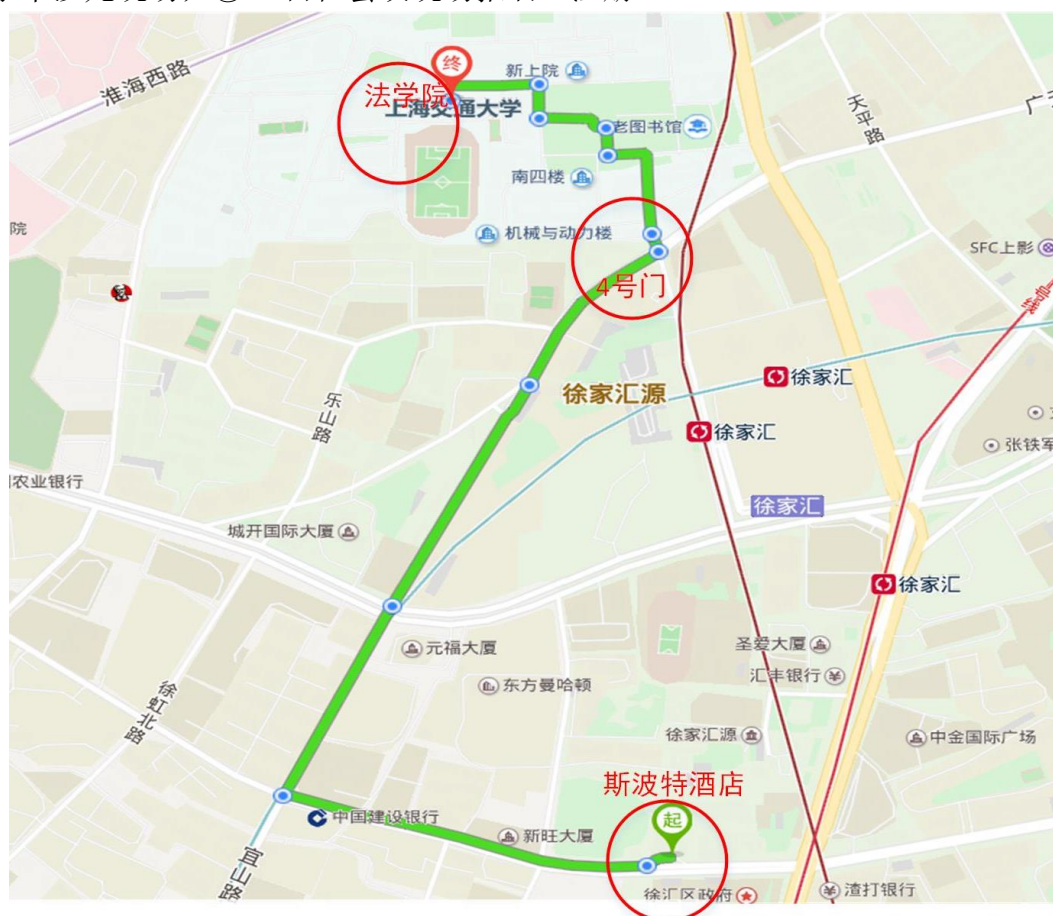 淮海西路
终
新上院
法学院
上海交通大学
老图书馆
天平路
南四楼
院
机械与动力楼
SFC上影
4号门
号线
徐家汇
徐家汇源
乐山路
徐家汇
张铁军
农业银行
徐家汇
城开国际大厦
徐家汇
元福大厦
圣爱大厦
汇丰银行
东方曼哈顿
徐虹北路
徐家汇源
中金国际广场
斯波特酒店
起
中国建设银行
新旺大厦
宜山路
徐汇区政府
渣打银行